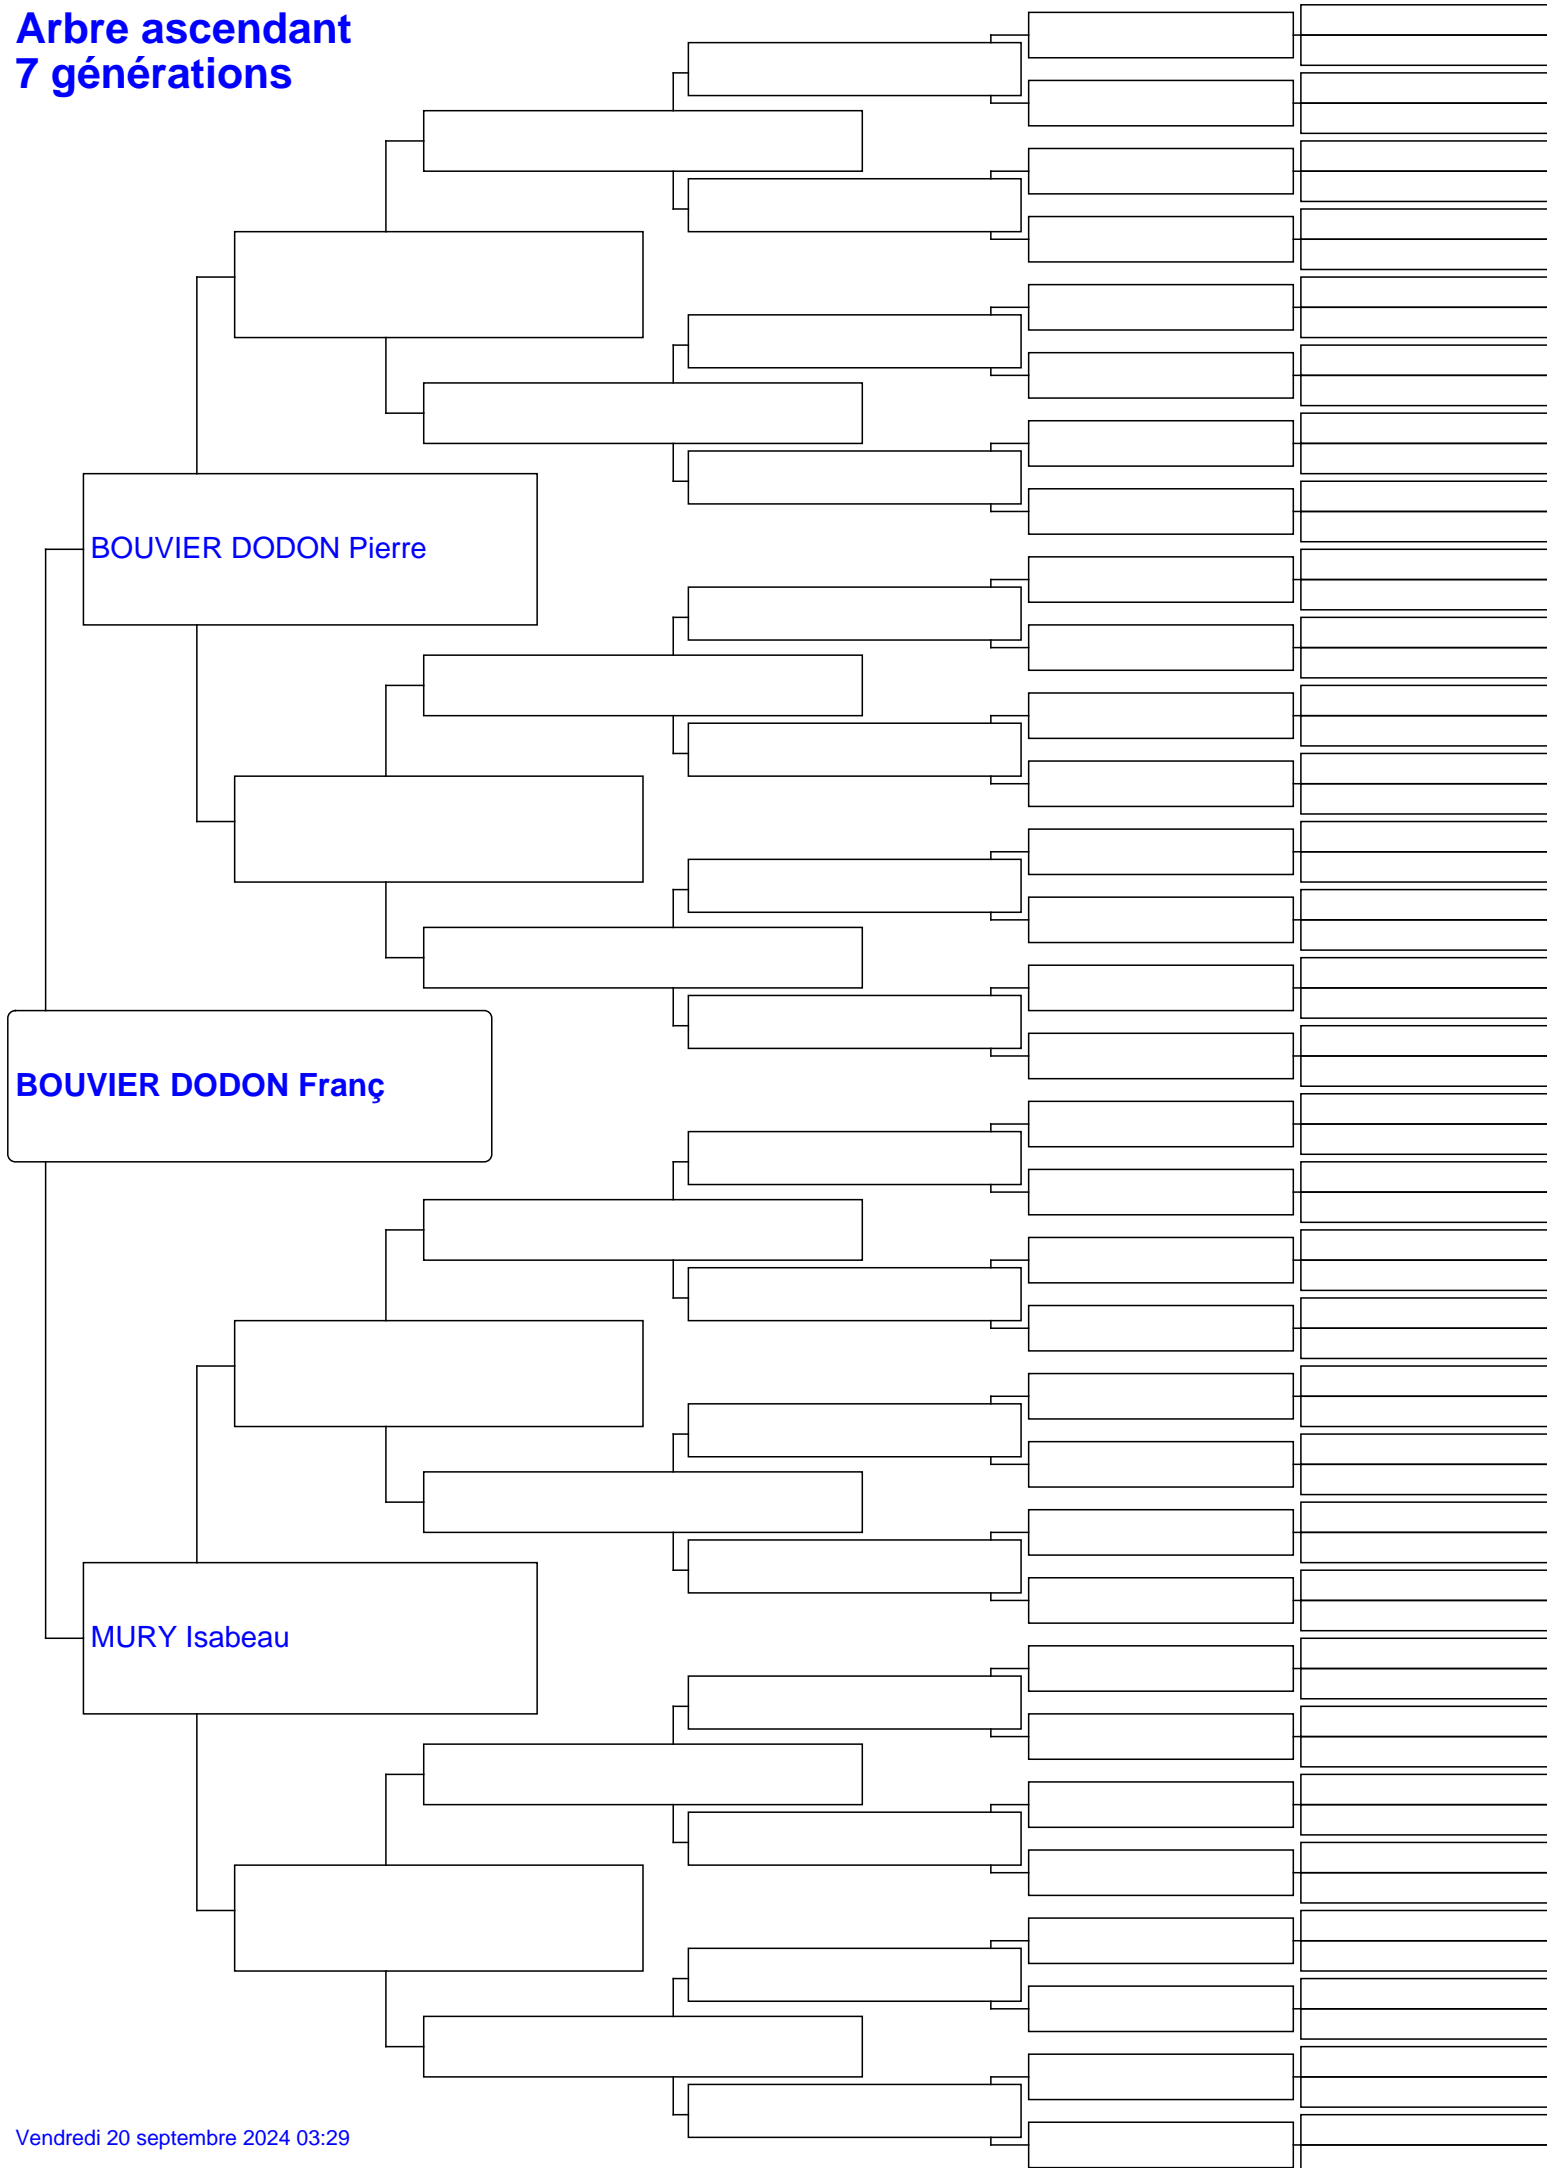 Arbre ascendant
7 générations
BOUVIER DODON Pierre
BOUVIER DODON Franç
MURY Isabeau
Vendredi 20 septembre 2024 03:29